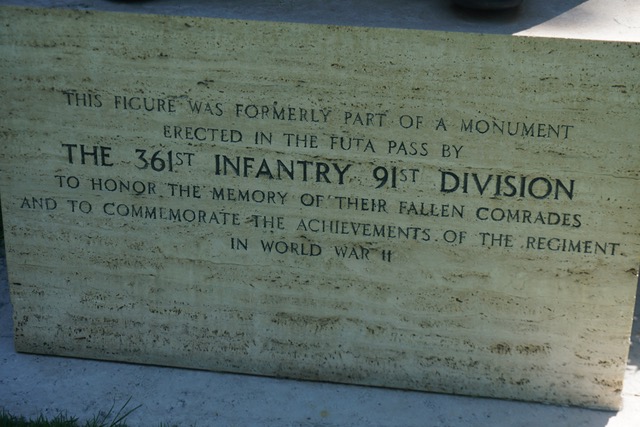 THIS FIGURE WAS FORMERLY PART OF A MONUMENT
ERECTED IN THE FUTA PASS BY
THE 361ST INFANTRY 91ST DIVISION
TO HONOR THE MEMORY OF THEIR FALLEN COMRADES
AND TO COMMEMORATE THE ACHIEVEMENTS OF THE REGIMENT
IN WORLD WAR II